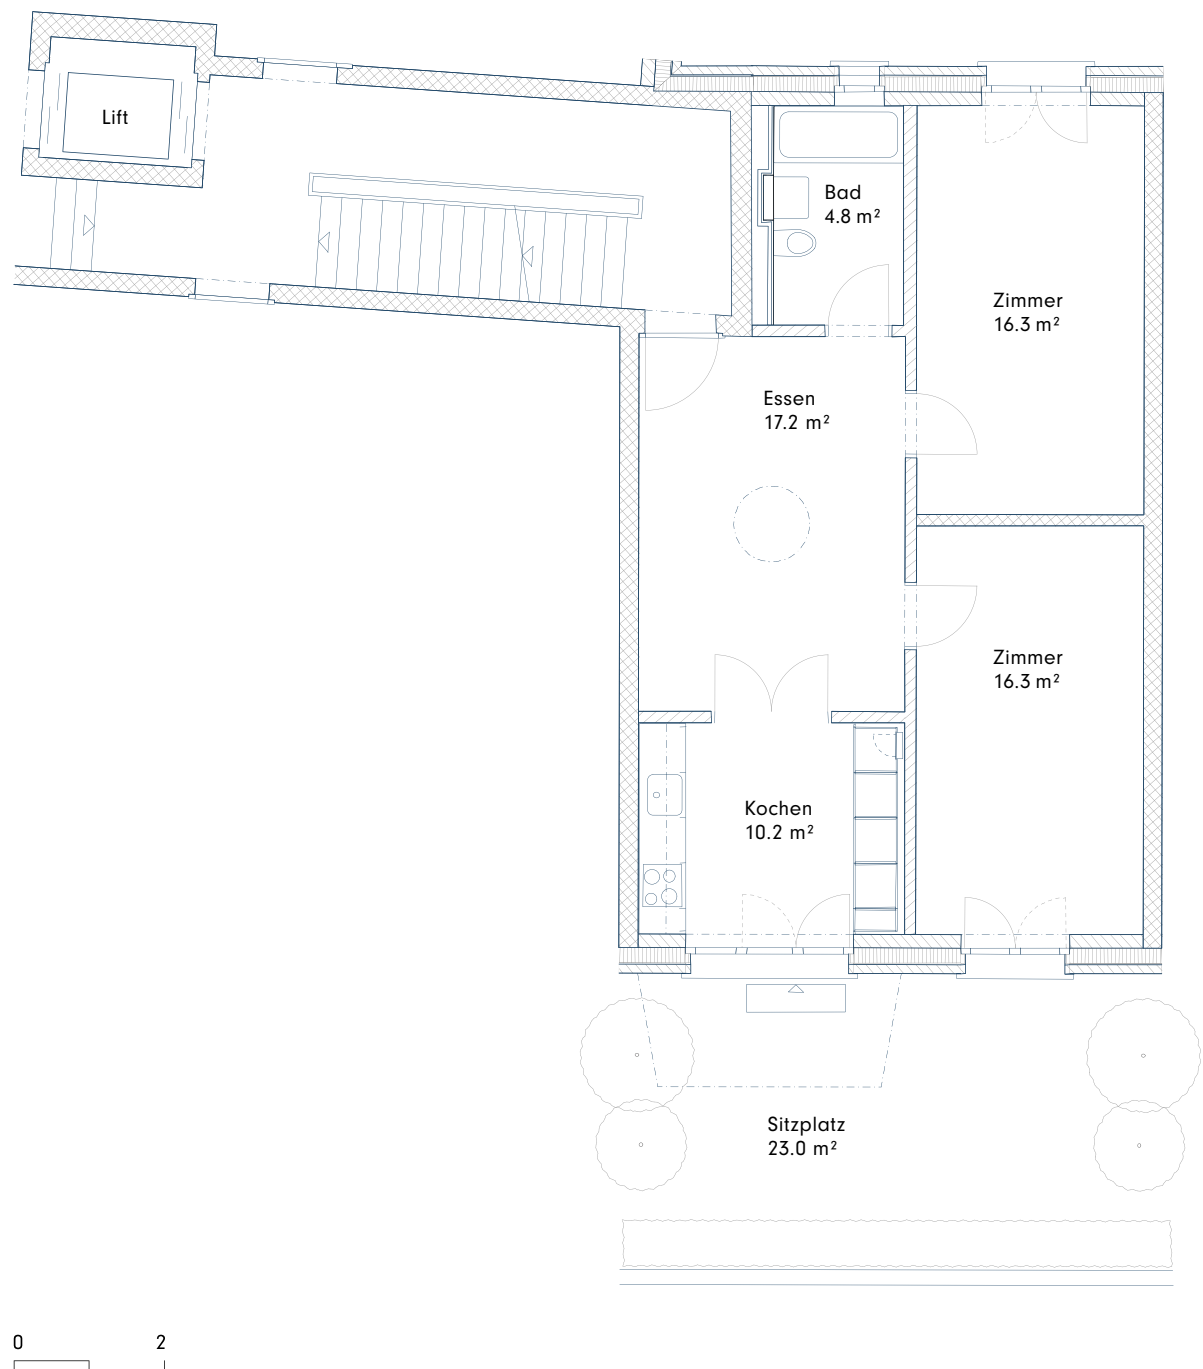 Lift
Bad
4.8 m²
Zimmer
16.3 m²
Essen
17.2 m²
Zimmer
16.3 m²
Kochen
10.2 m²
Sitzplatz
23.0 m²
0 2